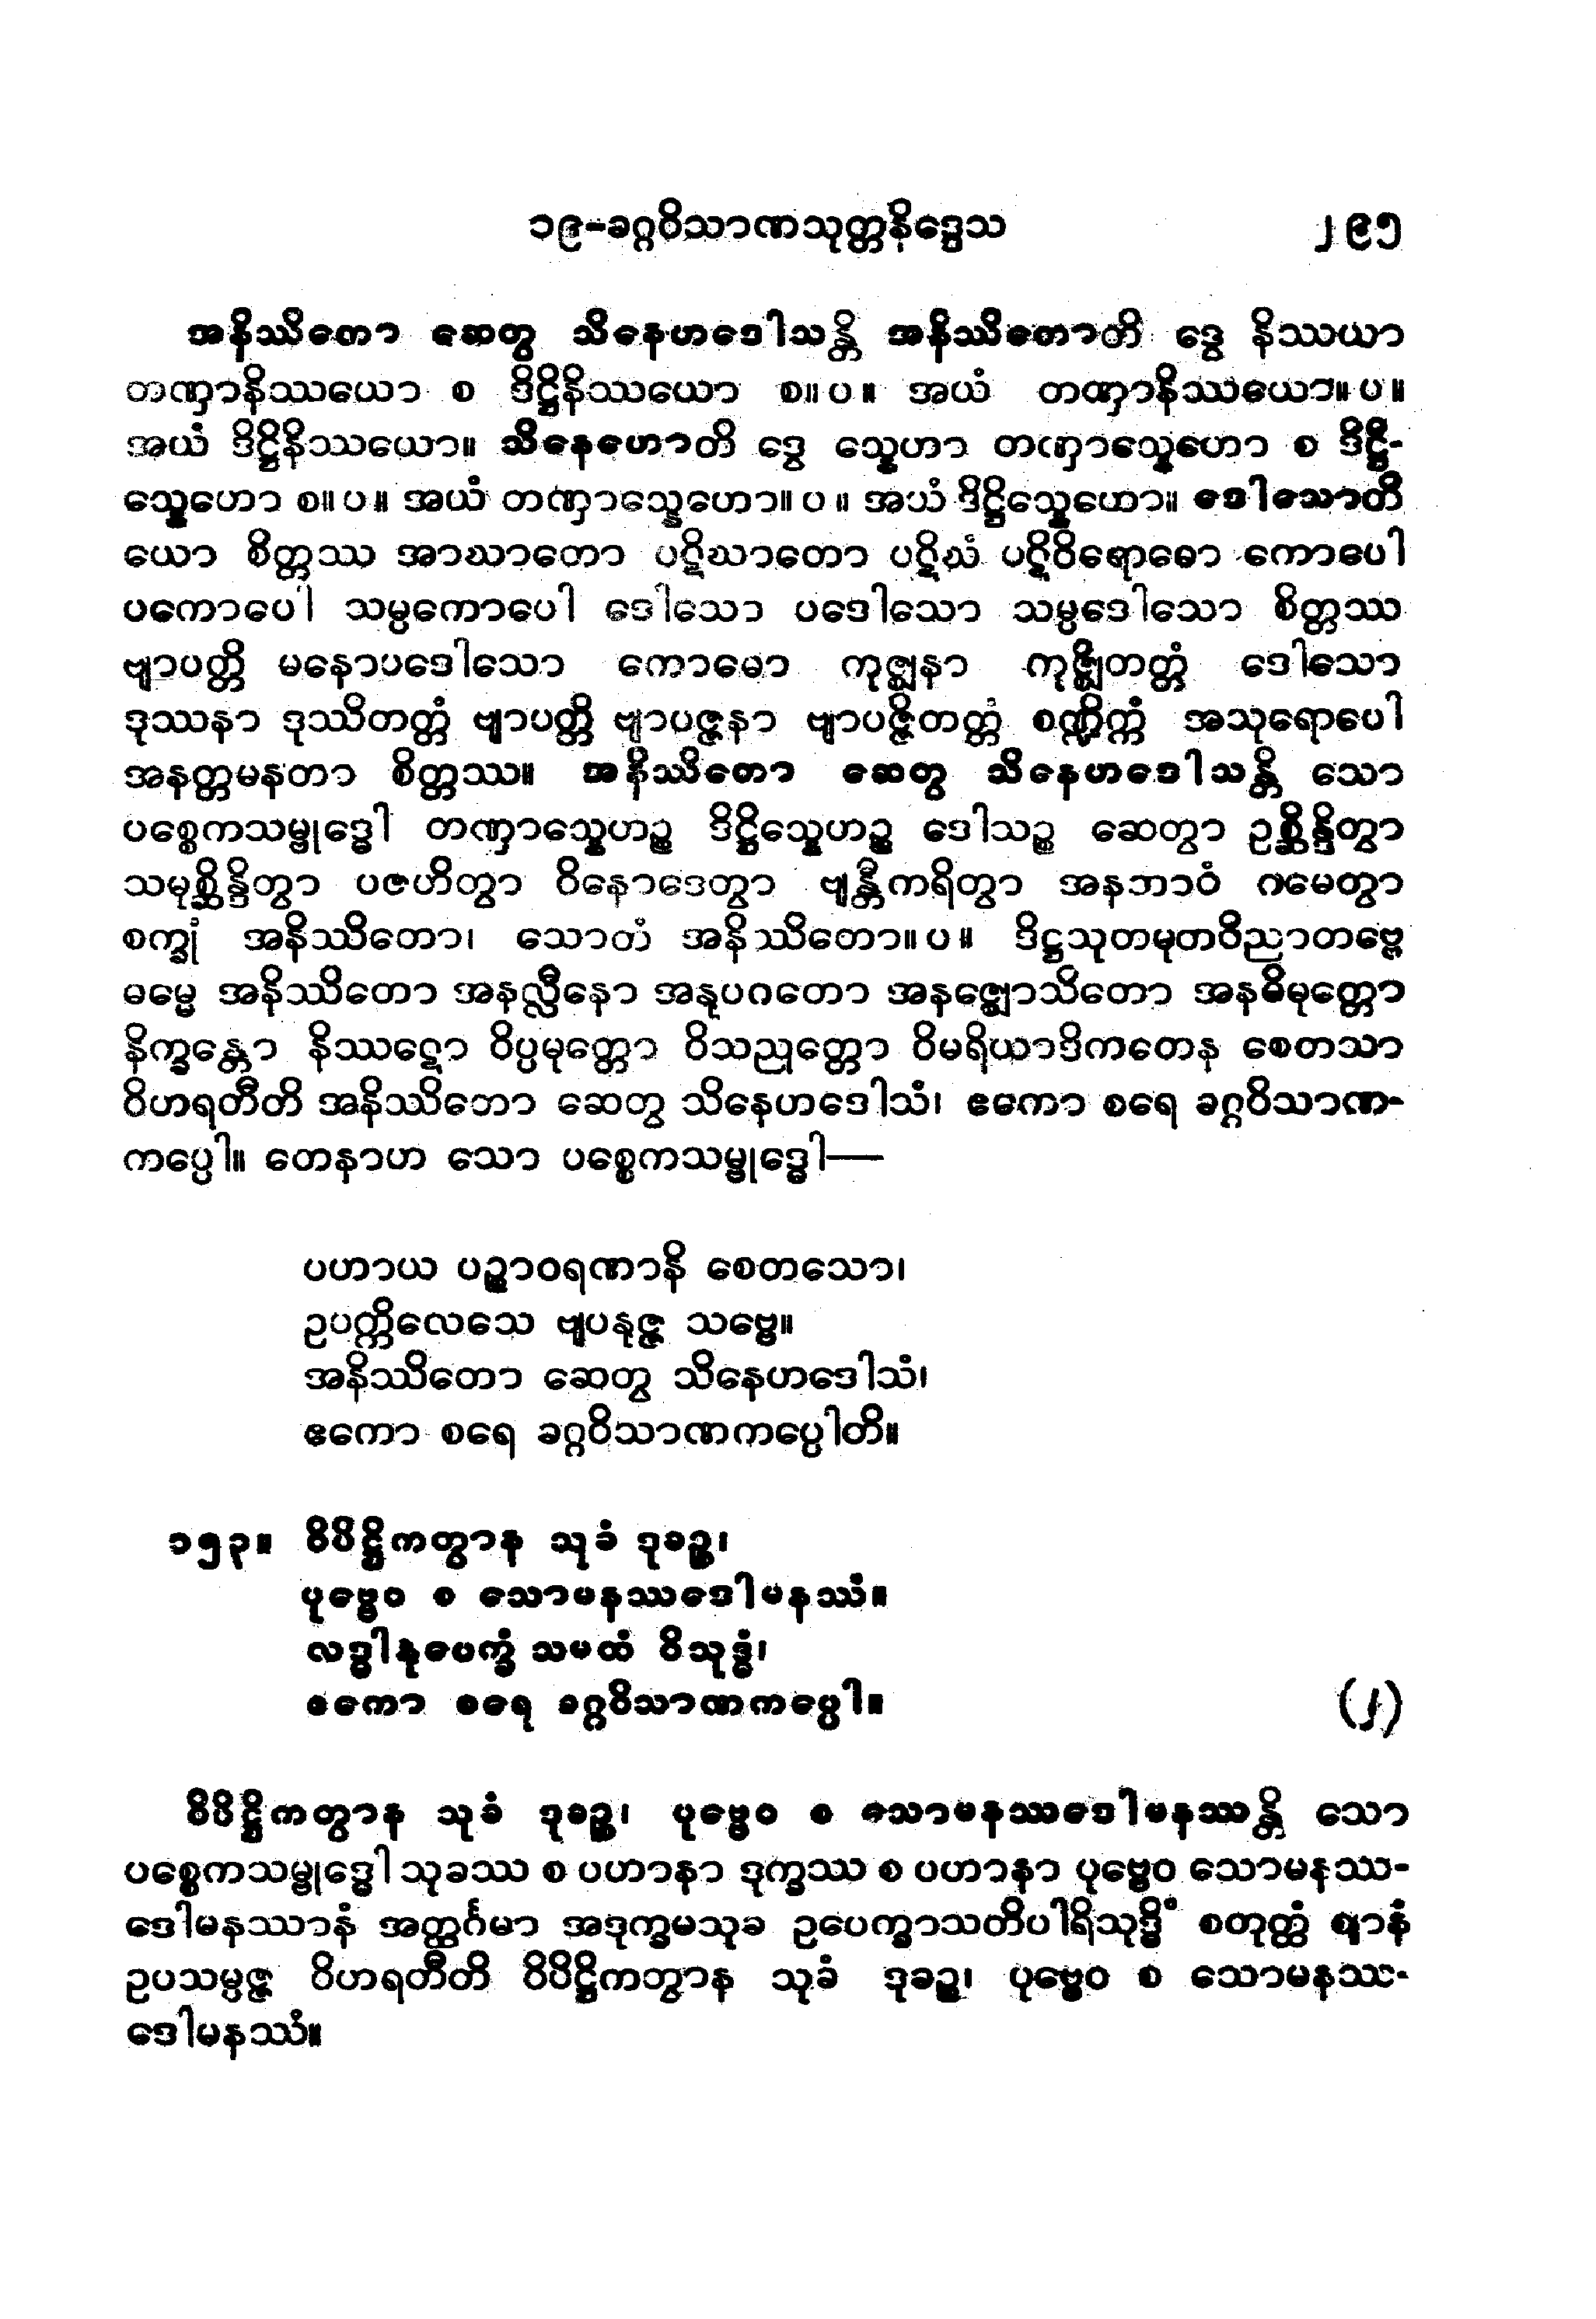 ၁၉-ခဂ္ဂဝိသာဏသုတ္တနိဒ္ဒေသ ၂၉၅
အနိဿိတော ဆေတွ သိနေဟဒေါသန္တိ အနိဿိတောတိ ဒွေ နိဿယာ
တဏှာနိဿယော စ ဒိဋ္ဌိနိဿယော စ။ပ။ အယံ တဏှာနိဿယော။ပ။
အယံ ဒိဋ္ဌိနိဿယော။ သိနေဟောတိ ဒွေ သ္နေဟာ တဏှာသ္နေဟော စ ဒိဋ္ဌိ-
သ္နေဟော စ။ပ။ အယံ တဏှာသ္နေဟော။ပ။ အယံ ဒိဋ္ဌိသ္နေဟော။ ဒေါသောတိ
ယော စိတ္တဿ အာဃာတော ပဋိဃာတော ပဋိဃံ ပဋိဝိရောဓော ကောပေါ
ပကောပေါ သမ္ပကောပေါ ဒေါသော ပဒေါသော သမ္ပဒေါသော စိတ္တဿ
ဗျာပတ္တိ မနောပဒေါသော ကောဓော ကုဇ္ဈနာ ကုဇ္ဈိတတ္တံ ဒေါသော
ဒုဿနာ ဒုဿိတတ္တံ ဗျာပတ္တိ ဗျာပဇ္ဇနာ ဗျာပဇ္ဇိတတ္တံ စဏ္ဍိက္ကံ အသုရောပေါ
အနတ္တမနတာ စိတ္တဿ။ အနိဿိတော ဆေတွ သိနေဟဒေါသန္တိ သော
ပစ္စေကသမ္ဗုဒ္ဓေါ တဏှာသ္နေဟဉ္စ ဒိဋ္ဌိသ္နေဟဉ္စ ဒေါသဉ္စ ဆေတွာ ဥစ္ဆိန္ဒိတွာ
သမုစ္ဆိန္ဒိတွာ ပဇဟိတွာ ဝိနောဒေတွာ ဗျန္တီကရိတွာ အနဘာဝံ ဂမေတွာ
စက္ခုံ အနိဿိတော၊ သောတံ အနိဿိတော။ပ။ ဒိဋ္ဌသုတမုတဝိညာတဗ္ဗေ
ဓမ္မေ အနိဿိတော အနလ္လီနော အနူပဂတော အနဇ္ဈောသိတော အနဓိမုတ္တော
နိက္ခန္တော နိဿဋော ဝိပ္ပမုတ္တော ဝိသညုတ္တော ဝိမရိယာဒိကတေန စေတသာ
ဝိဟရတီတိ အနိဿိတော ဆေတွ သိနေဟဒေါသံ၊ ဧကော စရေ ခဂ္ဂဝိသာဏ-
ကပ္ပေါ။ တေနာဟ သော ပစ္စေကသမ္ဗုဒ္ဓေါ—
ပဟာယ ပဉ္စာဝရဏာနိ စေတသော၊
ဥပက္ကိလေသေ ဗျပနုဇ္ဇ သဗ္ဗေ။
အနိဿိတော ဆေတွ သိနေဟဒေါသံ၊
ဧကော စရေ ခဂ္ဂဝိသာဏကပ္ပေါတိ။
၁၅၃။ ဝိပိဋ္ဌိကတွာန သုခံ ဒုခဉ္စ၊
ပုဗ္ဗေဝ စ သောမနဿဒေါမနဿံ။
လဒ္ဓါနုပေက္ခံ သမထံ ဝိသုဒ္ဓံ၊
ဧကော စရေ ခဂ္ဂဝိသာဏကပ္ပေါ။ (၂)
ဝိပိဋ္ဌိကတွာန သုခံ ဒုခဉ္စ၊ ပုဗ္ဗေဝ စ သောမနဿဒေါမနဿန္တိ သော
ပစ္စေကသမ္ဗုဒ္ဓေါ သုခဿ စ ပဟာနာ ဒုက္ခဿ စ ပဟာနာ ပုဗ္ဗေဝ သောမနဿ-
ဒေါမနဿာနံ အတ္ထင်္ဂမာ အဒုက္ခမသုခံ ဥပေက္ခာသတိပါရိသုဒ္ဓိံ စတုတ္ထံ ဈာနံ
ဥပသမ္ပဇ္ဇ ဝိဟရတီတိ ဝိပိဋ္ဌိကတွာန သုခံ ဒုခဉ္စ၊ ပုဗ္ဗေဝ စ သောမနဿ-
ဒေါမနဿံ။